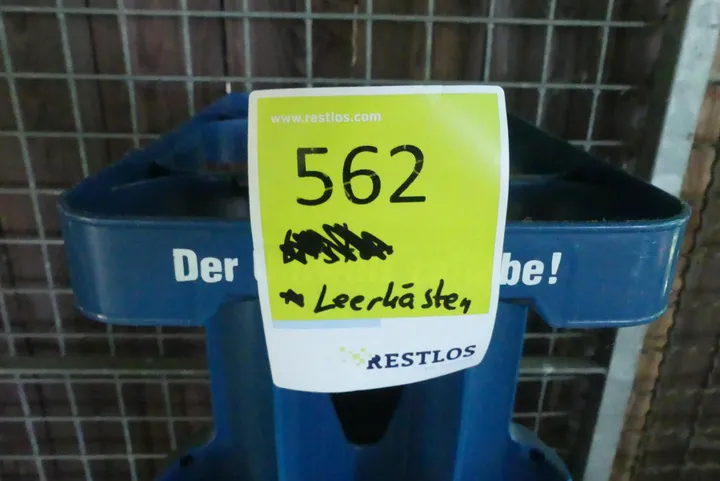 www.restlos.com
562
* Leerkästen
RESTLOS
Der be!